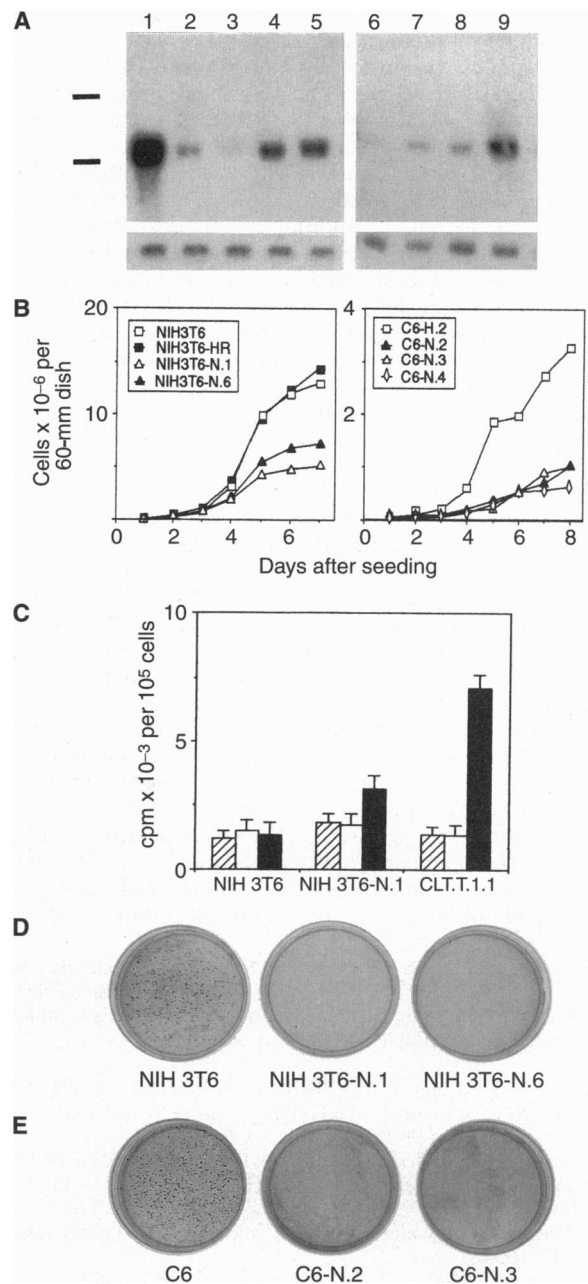 A
1 2 3 4 5 6 7 8 9
B
20
10
0
NIH3T6
NIH3T6-HR
NIH3T6-N.1
NIH3T6-N.6
0 2 4 6 8
4
2
0
C6-H.2
C6-N.2
C6-N.3
C6-N.4
0 2 4 6 8
Cells x 10⁻⁶ per
60-mm dish
Days after seeding
C
cpm x 10⁻³ per 10⁵ cells
10
5
0
NIH 3T6 NIH 3T6-N.1 CLT.T.1.1
D
NIH 3T6 NIH 3T6-N.1 NIH 3T6-N.6
E
C6 C6-N.2 C6-N.3